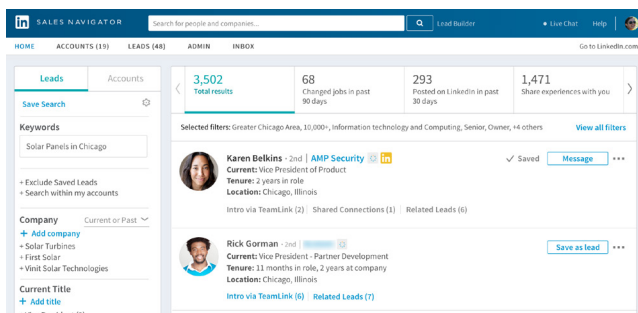 in SALES NAVIGATOR
Search for people and companies...
Lead Builder
Live Chat
Help
HOME
ACCOUNTS (19)
LEADS (48)
ADMIN
INBOX
Go to LinkedIn.com
Leads
Accounts
Save Search
Keywords
Solar Panels in Chicago
+ Exclude Saved Leads
+ Search within my accounts
Company
Current or Past
+ Add company
+ Solar Turbines
+ First Solar
+ Vinit Solar Technologies
Current Title
+ Add title
3,502
Total results
68
Changed jobs in past
90 days
293
Posted on LinkedIn in past
30 days
1,471
Share experiences with you
Selected filters: Greater Chicago Area, 10,000+, Information technology and Computing, Senior, Owner, +4 others
View all filters
Karen Belkins · 2nd | AMP Security in
Current: Vice President of Product
Tenure: 2 years in role
Location: Chicago, Illinois
Intro via TeamLink (2) | Shared Connections (1) | Related Leads (6)
Saved
Message
Rick Gorman · 2nd
Current: Vice President - Partner Development
Tenure: 11 months in role, 2 years at company
Location: Chicago, Illinois
Intro via TeamLink (6) | Related Leads (7)
Save as lead